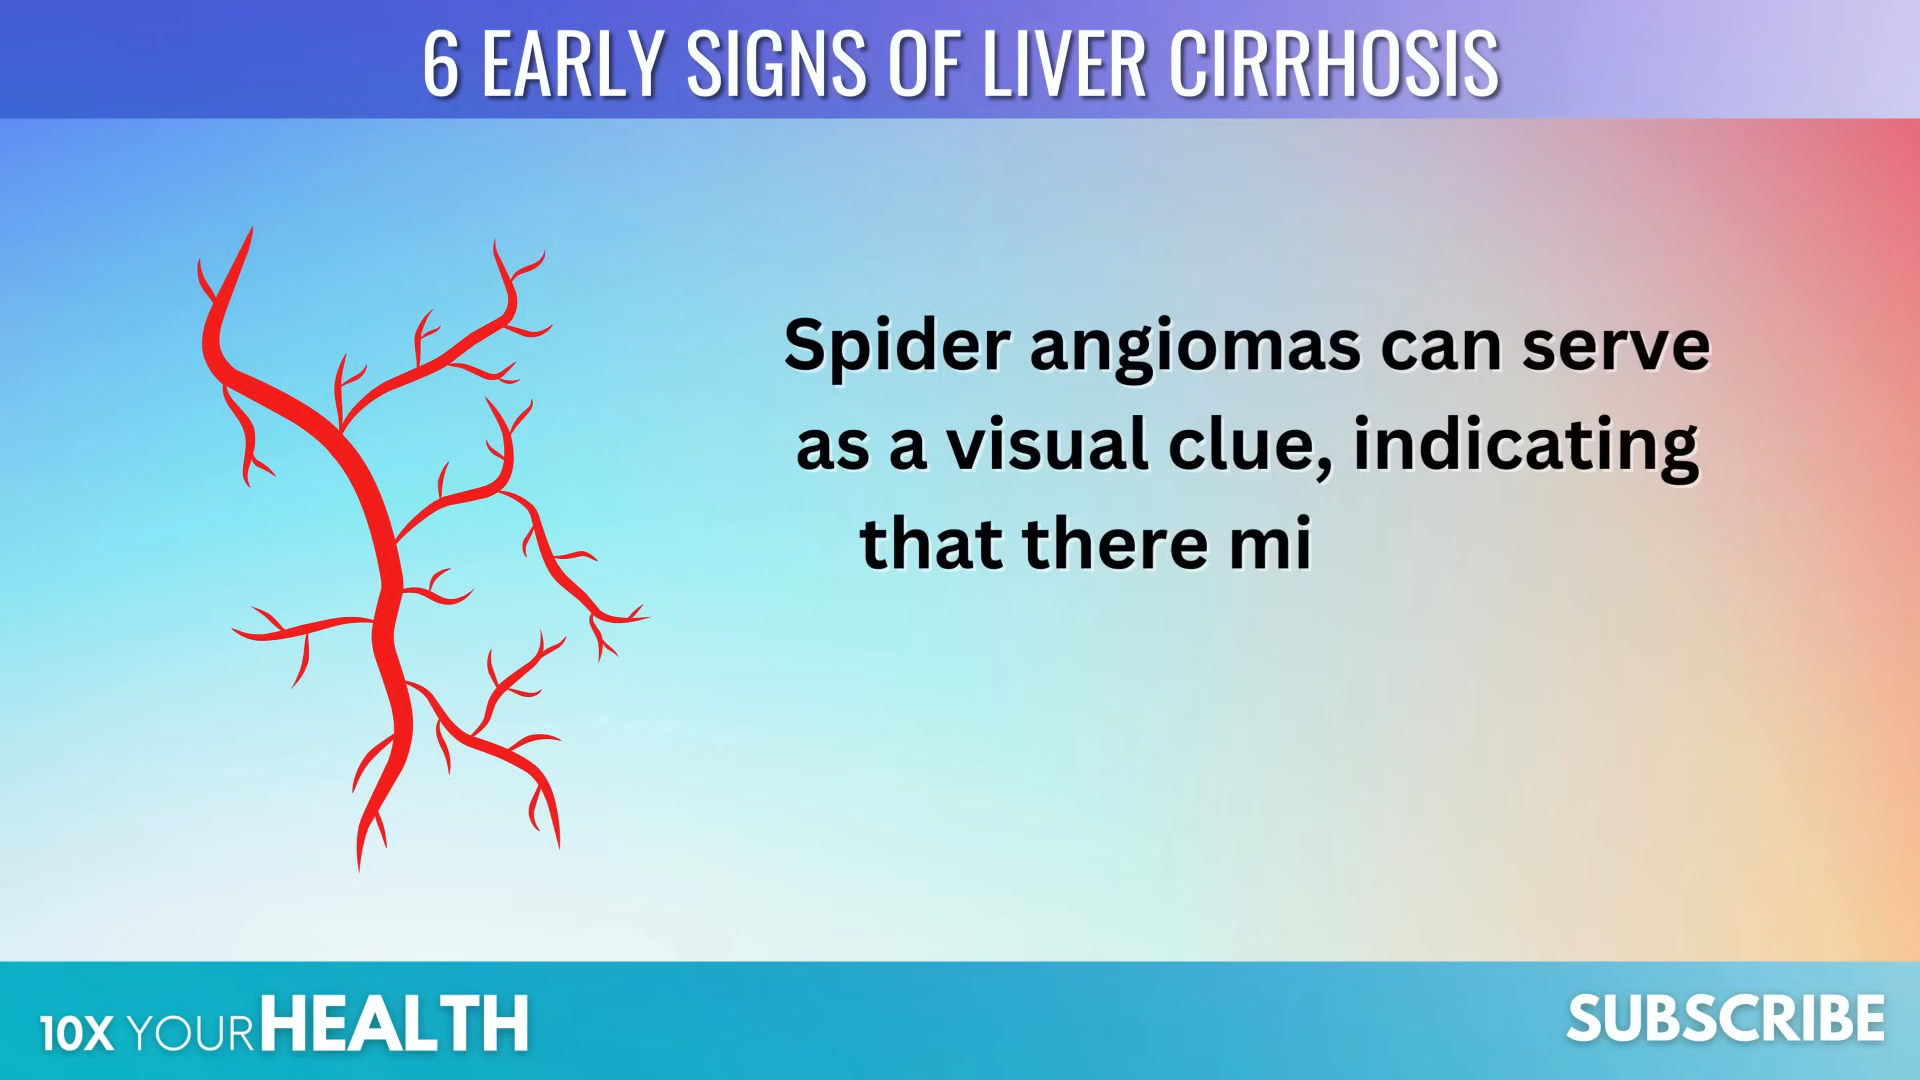 6 EARLY SIGNS OF LIVER CIRRHOSIS
Spider angiomas can serve
as a visual clue, indicating
that there mi
10X YOUR HEALTH
SUBSCRIBE